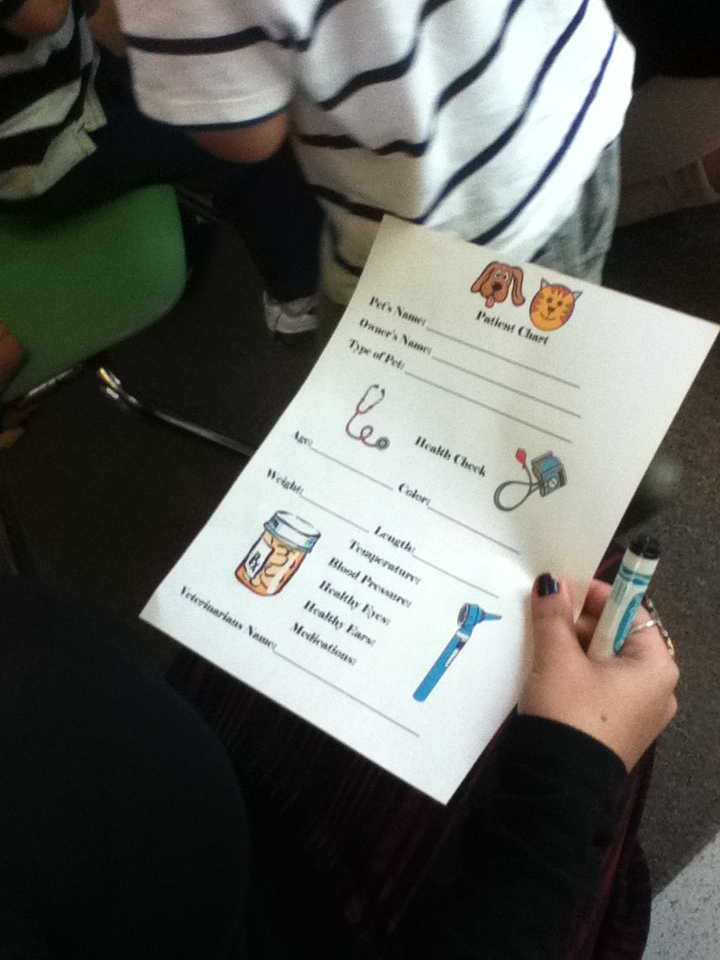 Patient Chart
Pet's Name:
Owner's Name:
Type of Pet:
Health Check
Age:
Color:
Weight:
Length:
Rx
Temperature:
Blood Pressure:
Healthy Eyes:
Healthy Ears:
Medications:
Veterinarians Name: